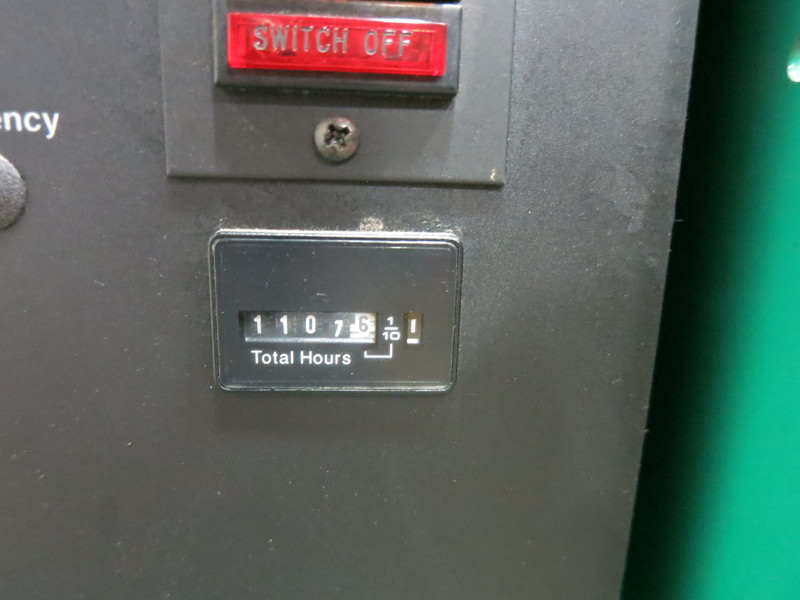 SWITCH OFF
ency
11076 1/10
Total Hours